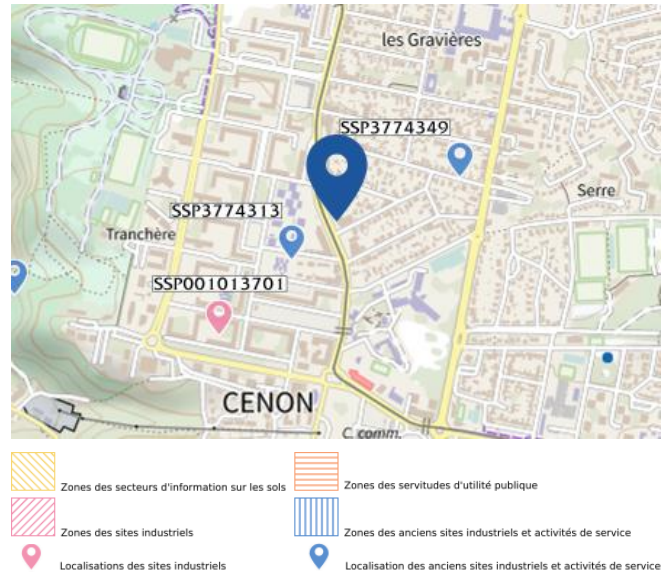 les Gravières
SSP3774349
Serre
SSP3774313
Tranchère
SSP001013701
CENON
C. comm.
Zones des secteurs d'information sur les sols
Zones des servitudes d'utilité publique
Zones des sites industriels
Zones des anciens sites industriels et activités de service
Localisations des sites industriels
Localisation des anciens sites industriels et activités de service